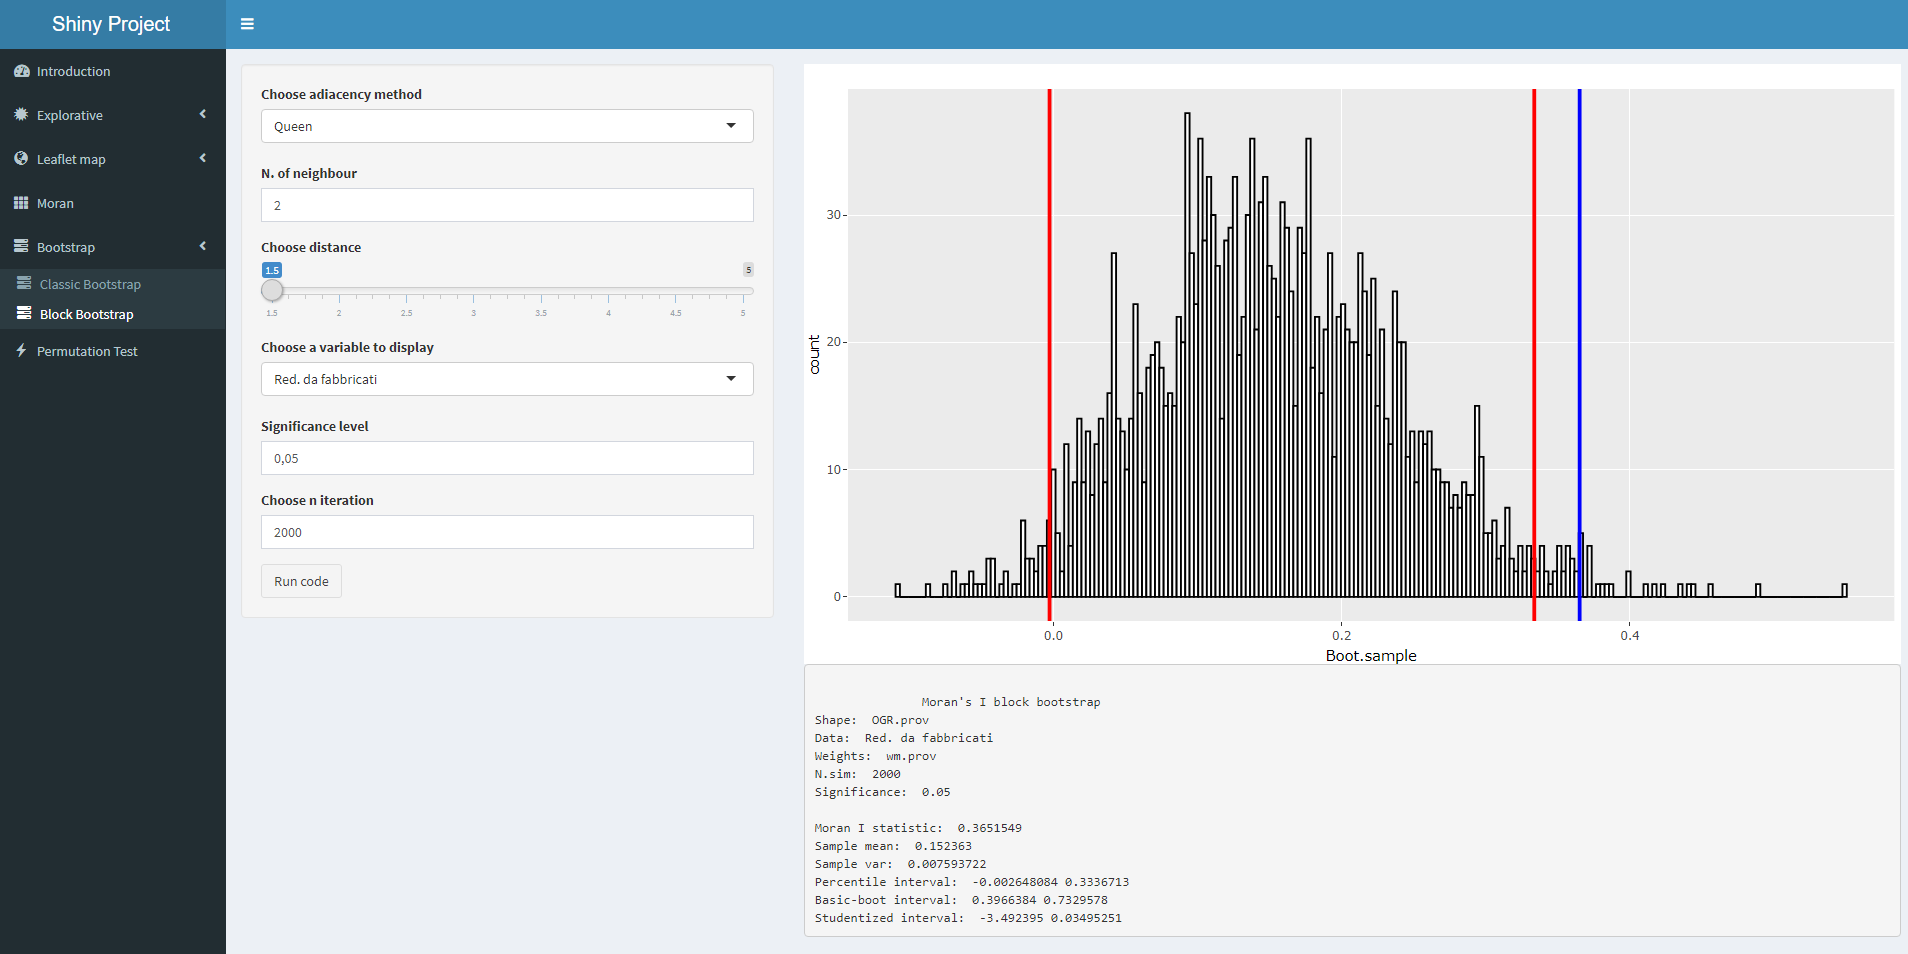 Shiny Project
Introduction
Explorative
Leaflet map
Moran
Bootstrap
Classic Bootstrap
Block Bootstrap
Permutation Test
Choose adiacency method
Queen
N. of neighbour
2
Choose distance
1.5 5
1.5 2 2.5 3 3.5 4 4.5 5
Choose a variable to display
Red. da fabbricati
Significance level
0,05
Choose n iteration
2000
Run code
30
20
10
0
count
0.0 0.2 0.4
Boot.sample
Moran's I block bootstrap
Shape: OGR.prov
Data: Red. da fabbricati
Weights: wm.prov
N.sim: 2000
Significance: 0.05
Moran I statistic: 0.3651549
Sample mean: 0.152363
Sample var: 0.007593722
Percentile interval: -0.002648084 0.3336713
Basic-boot interval: 0.3966384 0.7329578
Studentized interval: -3.492395 0.03495251